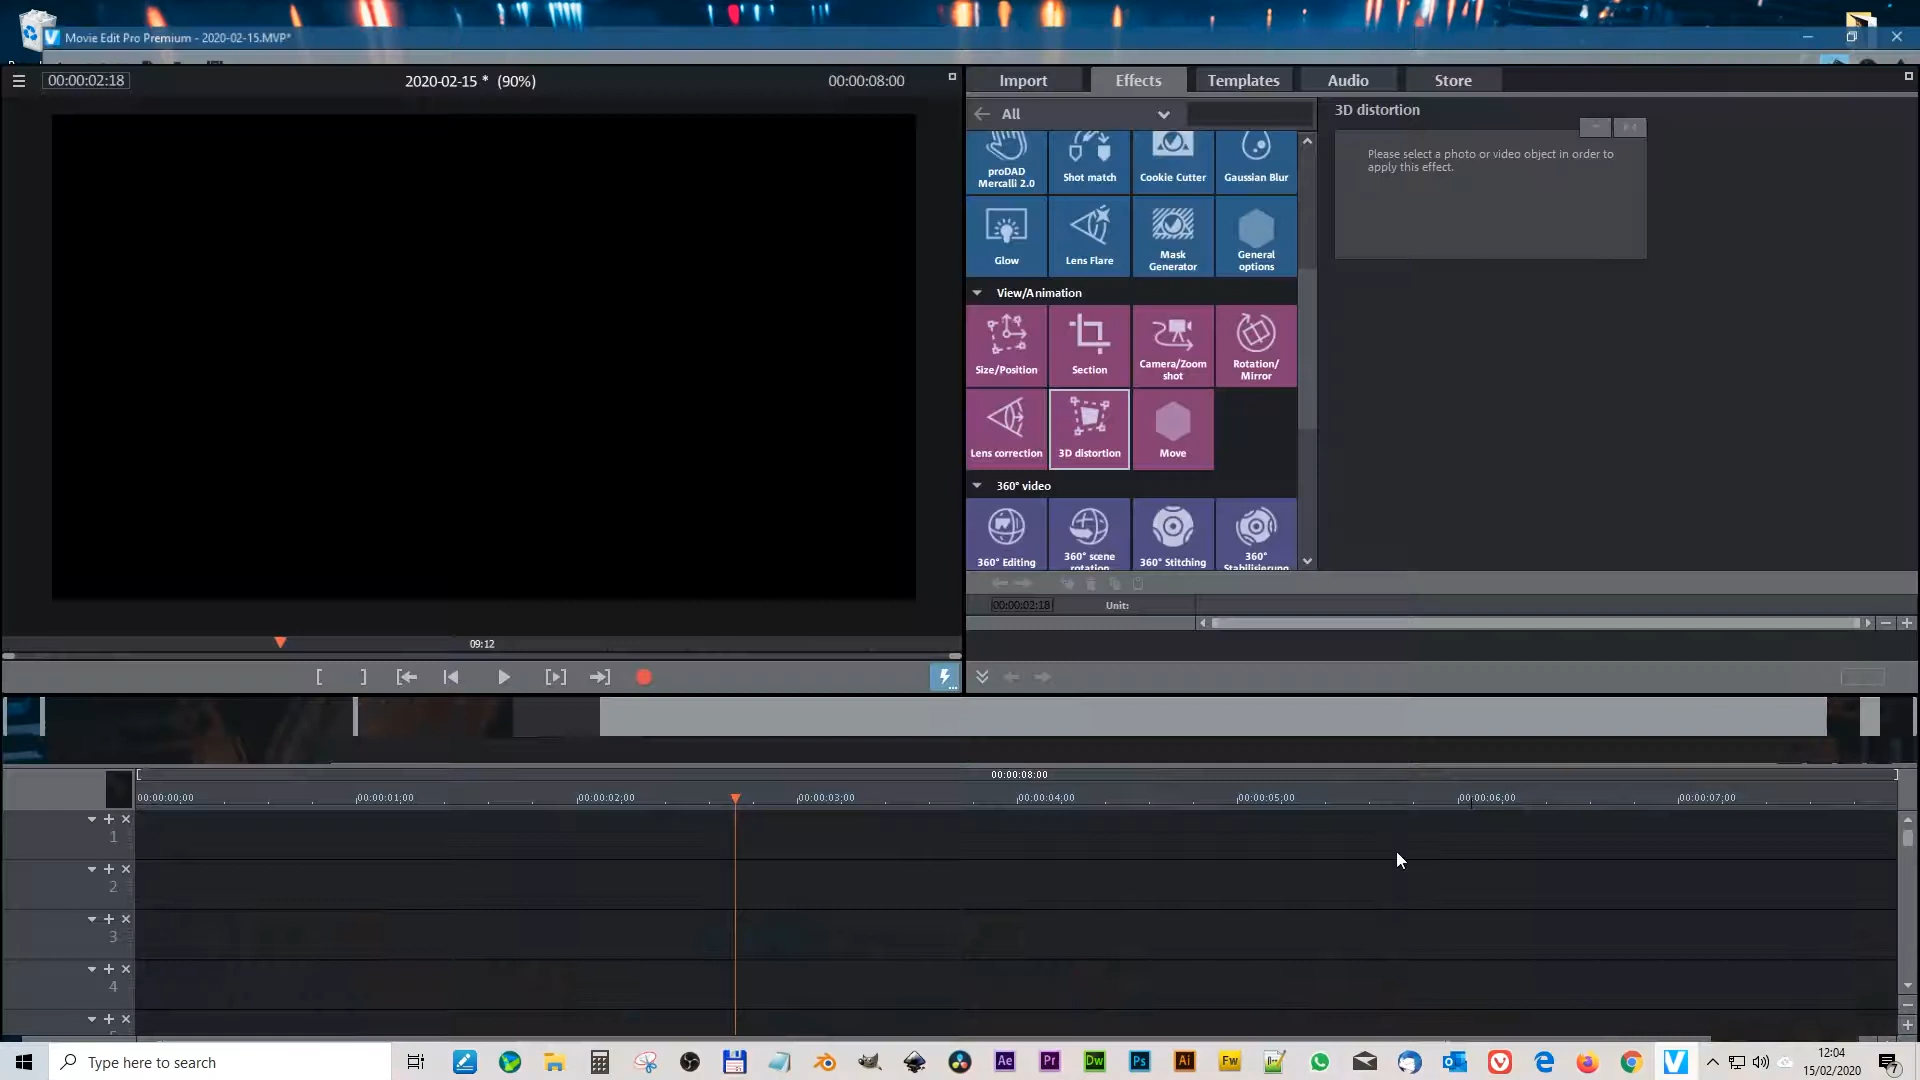 Movie Edit Pro Premium - 2020-02-15.MVP*
00:00:02:18
2020-02-15 * (90%)
00:00:08:00
Import
Effects
Templates
Audio
Store
All
3D distortion
Please select a photo or video object in order to
apply this effect.
proDAD
Mercalli 2.0
Shot match
Cookie Cutter
Gaussian Blur
Glow
Lens Flare
Mask
Generator
General
options
View/Animation
Size/Position
Section
Camera/Zoom
shot
Rotation/
Mirror
Lens correction
3D distortion
Move
360° video
360° Editing
360° scene
rotation
360° Stitching
360°
Stabilisierung
00:00:02:18
Unit:
09:12
00:00:08:00
00:00:00;00
00:00:01;00
00:00:02;00
00:00:03;00
00:00:04;00
00:00:05;00
00:00:06;00
00:00:07;00
1
2
3
4
Type here to search
Ae
Pr
Dw
Ps
Ai
Fw
V
12:04
15/02/2020
7